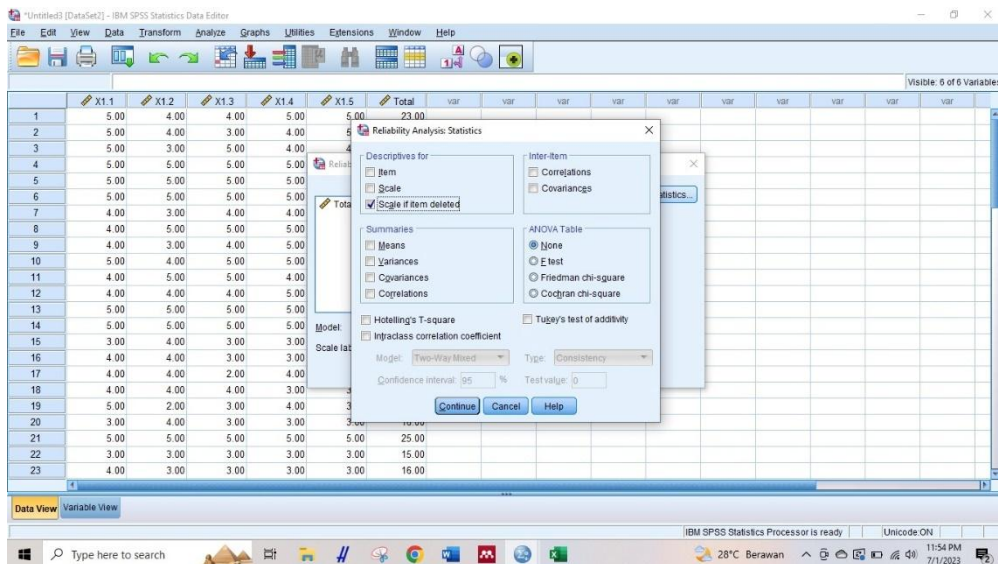 *Untitled3 [DataSet2] - IBM SPSS Statistics Data Editor
File Edit View Data Transform Analyze Graphs Utilities Extensions Window Help
Visible: 6 of 6 Variables
X1.1 X1.2 X1.3 X1.4 X1.5 Total var var var var var var var var var
1 5.00 4.00 4.00 5.00 5.00 23.00
2 5.00 4.00 3.00 4.00
3 5.00 3.00 5.00 4.00
4 5.00 5.00 5.00 5.00
5 5.00 5.00 5.00 5.00
6 5.00 5.00 5.00 5.00
7 4.00 3.00 4.00 4.00
8 4.00 5.00 5.00 5.00
9 4.00 3.00 4.00 5.00
10 5.00 4.00 5.00 4.00
11 4.00 5.00 5.00 4.00
12 4.00 4.00 4.00 5.00
13 5.00 5.00 5.00 5.00
14 5.00 5.00 5.00 5.00
15 3.00 4.00 3.00 4.00
16 4.00 4.00 3.00 3.00
17 4.00 4.00 2.00 4.00
18 4.00 4.00 4.00 3.00
19 5.00 2.00 3.00 4.00
20 3.00 4.00 3.00 3.00
21 5.00 5.00 5.00 5.00 5.00 25.00
22 3.00 3.00 3.00 3.00 3.00 15.00
23 4.00 3.00 3.00 3.00 3.00 16.00
Reliab
Tota
atistics...
Model:
Scale lab
Reliability Analysis: Statistics
Descriptives for
Item
Scale
Scale if item deleted
Inter-Item
Correlations
Covariances
Summaries
Means
Variances
Covariances
Correlations
ANOVA Table
None
F test
Friedman chi-square
Cochran chi-square
Hotelling's T-square
Tukey's test of additivity
Intraclass correlation coefficient
Model: Two-Way Mixed Type: Consistency
Confidence interval: 95 % Test value: 0
Continue Cancel Help
Data View Variable View
IBM SPSS Statistics Processor is ready Unicode:ON
Type here to search
28°C Berawan
11:54 PM
7/1/2023